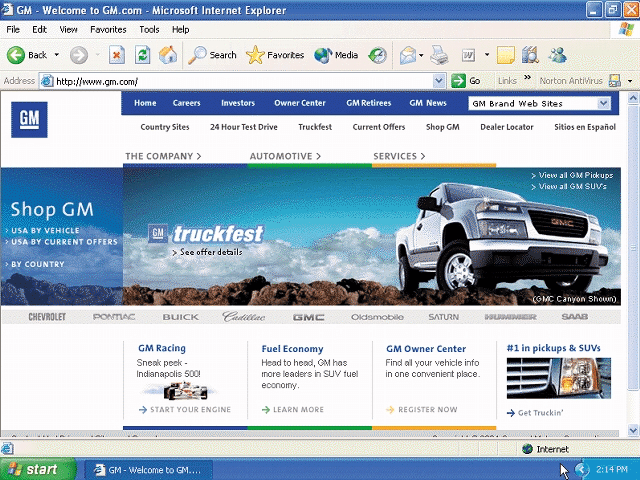 GM - Welcome to GM.com - Microsoft Internet Explorer
File Edit View Favorites Tools Help
Back Search Favorites Media
Address http://www.gm.com/ Go Links » Norton AntiVirus
GM Home Careers Investors Owner Center GM Retirees GM News GM Brand Web Sites
Country Sites 24 Hour Test Drive Truckfest Current Offers Shop GM Dealer Locator Sitios en Español
THE COMPANY > AUTOMOTIVE > SERVICES >
> View all GM Pickups
> View all GM SUV's
Shop GM
> USA BY VEHICLE
> USA BY CURRENT OFFERS
> BY COUNTRY
GM truckfest
> See offer details
GMC
(GMC Canyon Shown)
CHEVROLET PONTIAC BUICK Cadillac GMC Oldsmobile SATURN HUMMER SAAB
GM Racing
Sneak peek -
Indianapolis 500!
START YOUR ENGINE
Fuel Economy
Head to head, GM has
more leaders in SUV fuel
economy.
LEARN MORE
GM Owner Center
Find all your vehicle info
in one convenient place.
REGISTER NOW
#1 in pickups & SUVs
Get Truckin'
Internet
start GM - Welcome to GM.... 2:14 PM